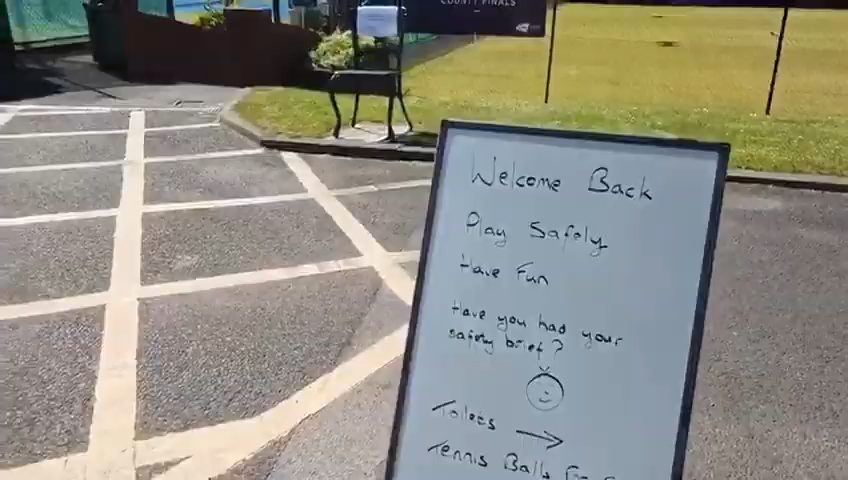 COUNTY FINALS
Welcome Back
Play Safely
Have Fun
Have you had your
safety brief?
Toilets →
Tennis Balls